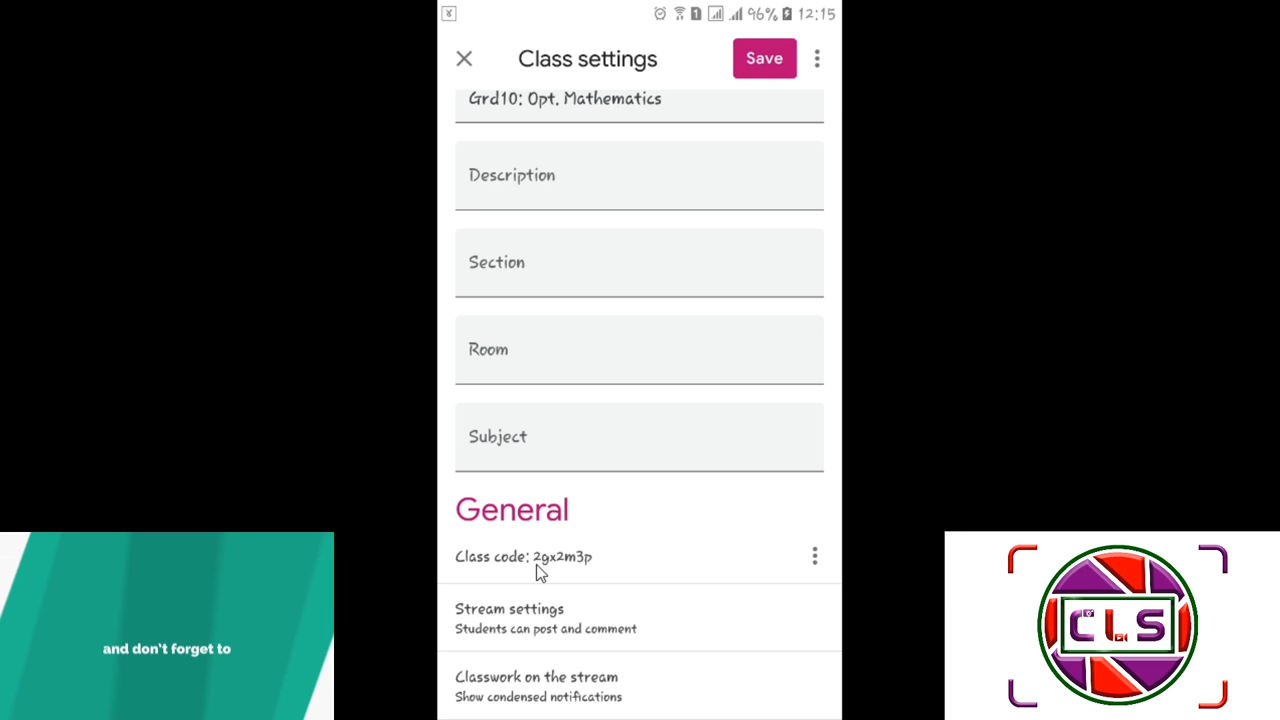 96% 12:15
Class settings
Save
Grd10: Opt. Mathematics
Description
Section
Room
Subject
General
Class code: 2gx2m3p
Stream settings
Students can post and comment
Classwork on the stream
Show condensed notifications
and don't forget to
CLS